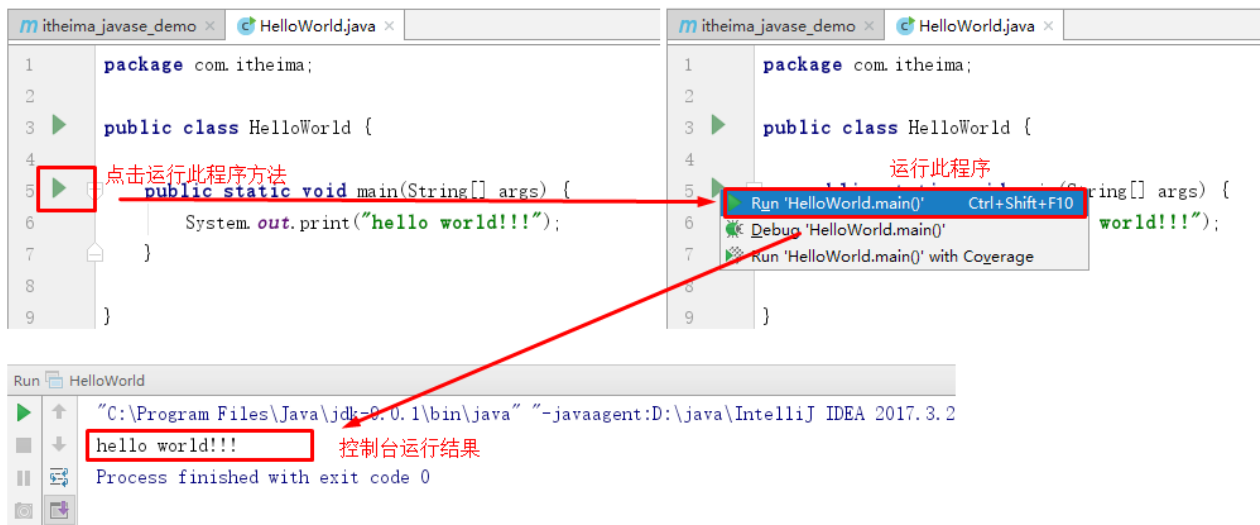 itheima_javase_demo × HelloWorld.java ×
1 package com.itheima;
2
3 public class HelloWorld {
4
点击运行此程序方法
5 public static void main(String[] args) {
6 System.out.print("hello world!!!");
7 }
8
9 }
itheima_javase_demo × HelloWorld.java ×
1 package com.itheima;
2
3 public class HelloWorld {
4
运行此程序
5 ring[] args) {
Run 'HelloWorld.main()' Ctrl+Shift+F10
6 world!!!");
Debug 'HelloWorld.main()'
7
Run 'HelloWorld.main()' with Coverage
8
9 }
Run HelloWorld
"C:\Program Files\Java\jdk-9.0.1\bin\java" "-javaagent:D:\java\IntelliJ IDEA 2017.3.2
hello world!!!
控制台运行结果
Process finished with exit code 0